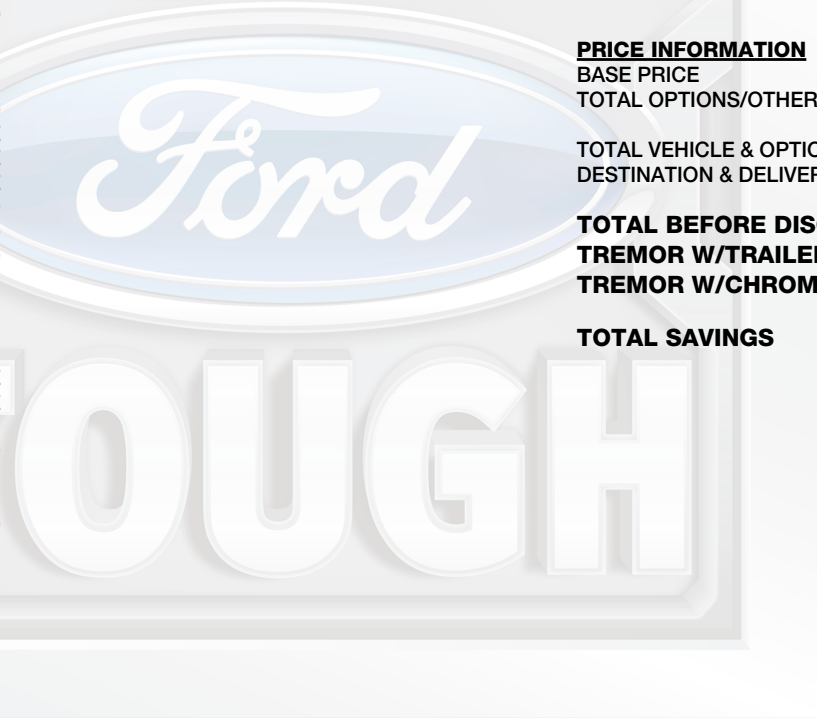 PRICE INFORMATION
BASE PRICE
TOTAL OPTIONS/OTHER
TOTAL VEHICLE & OPTIO
DESTINATION & DELIVER
TOTAL BEFORE DIS
TREMOR W/TRAILE
TREMOR W/CHROM
TOTAL SAVINGS
Ford
TOUGH